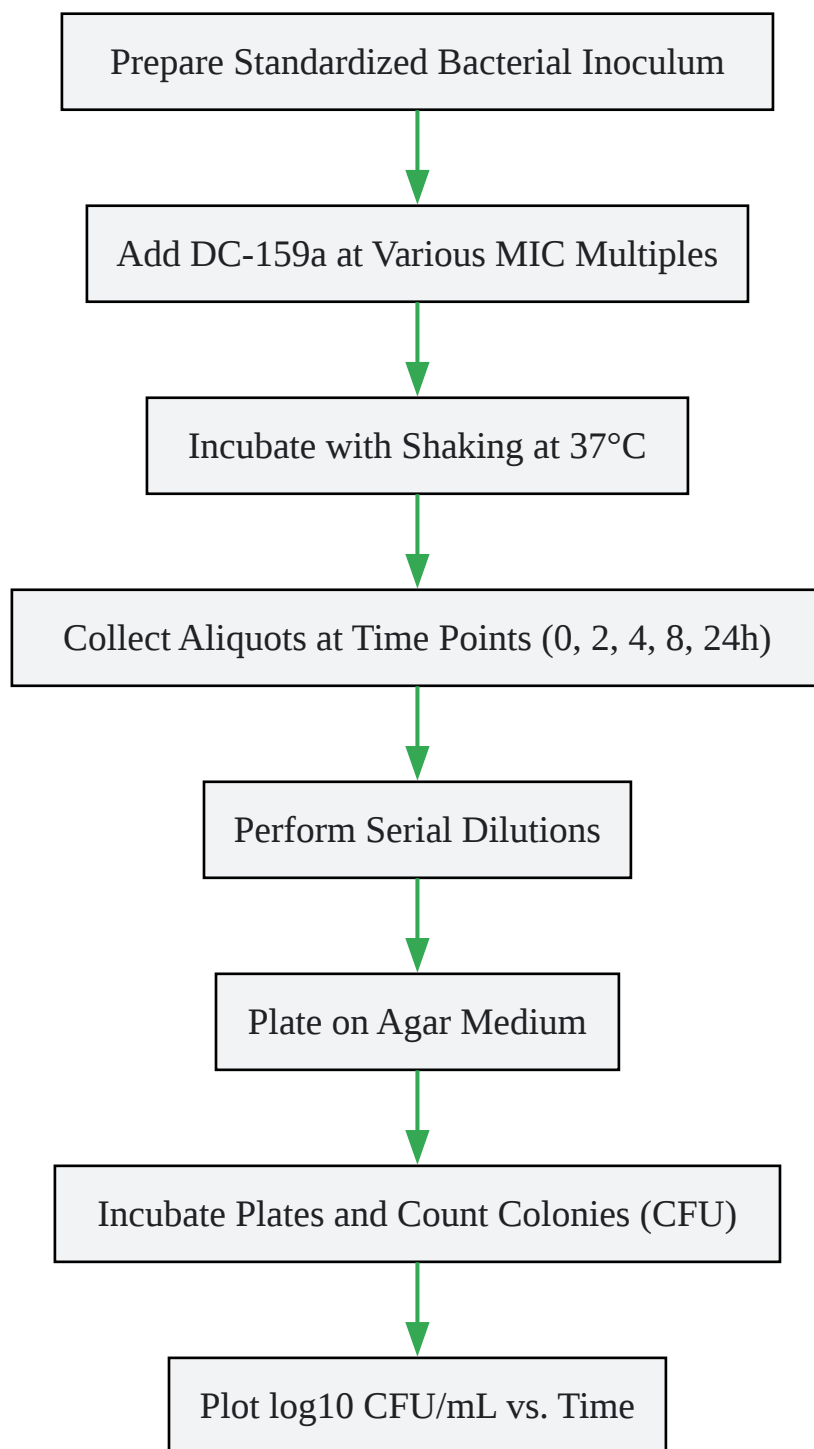 Prepare Standardized Bacterial Inoculum
Add DC-159a at Various MIC Multiples
Incubate with Shaking at 37°C
Collect Aliquots at Time Points (0, 2, 4, 8, 24h)
Perform Serial Dilutions
Plate on Agar Medium
Incubate Plates and Count Colonies (CFU)
Plot log10 CFU/mL vs. Time